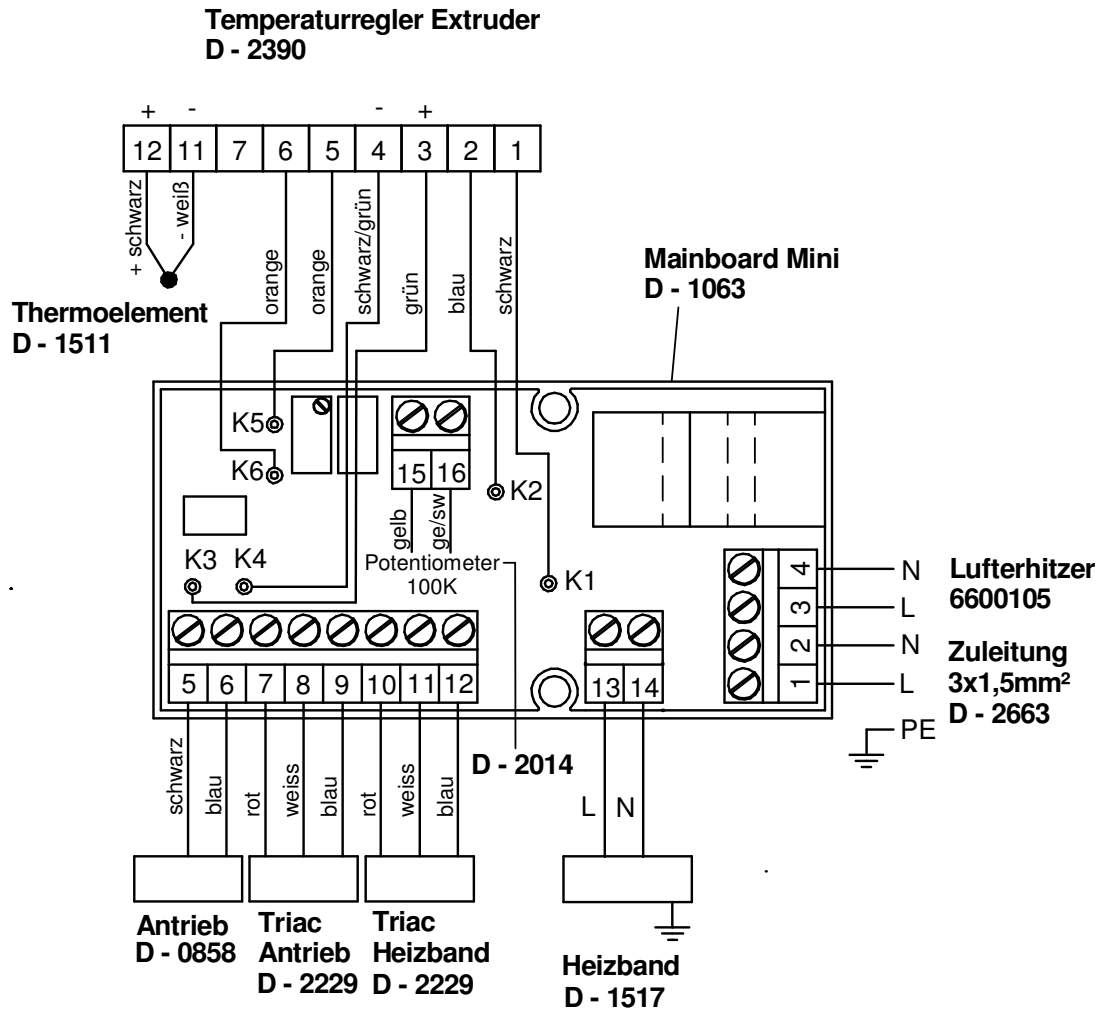 Temperaturregler Extruder
D - 2390
+ - - +
12 11 7 6 5 4 3 2 1
+ schwarz
- weiß
orange
orange
schwarz/grün
grün
blau
schwarz
Thermoelement
D - 1511
Mainboard Mini
D - 1063
K5
K6
K3
K4
15 16
gelb
ge/sw
Potentiometer
100K
K2
K1
4 N
3 L
2 N
1 L
PE
Lufterhitzer
6600105
Zuleitung
3x1,5mm²
D - 2663
5 6 7 8 9 10 11 12
13 14
D - 2014
schwarz
blau
rot
weiss
blau
rot
weiss
blau
L N
Antrieb
D - 0858
Triac
Antrieb
D - 2229
Triac
Heizband
D - 2229
Heizband
D - 1517